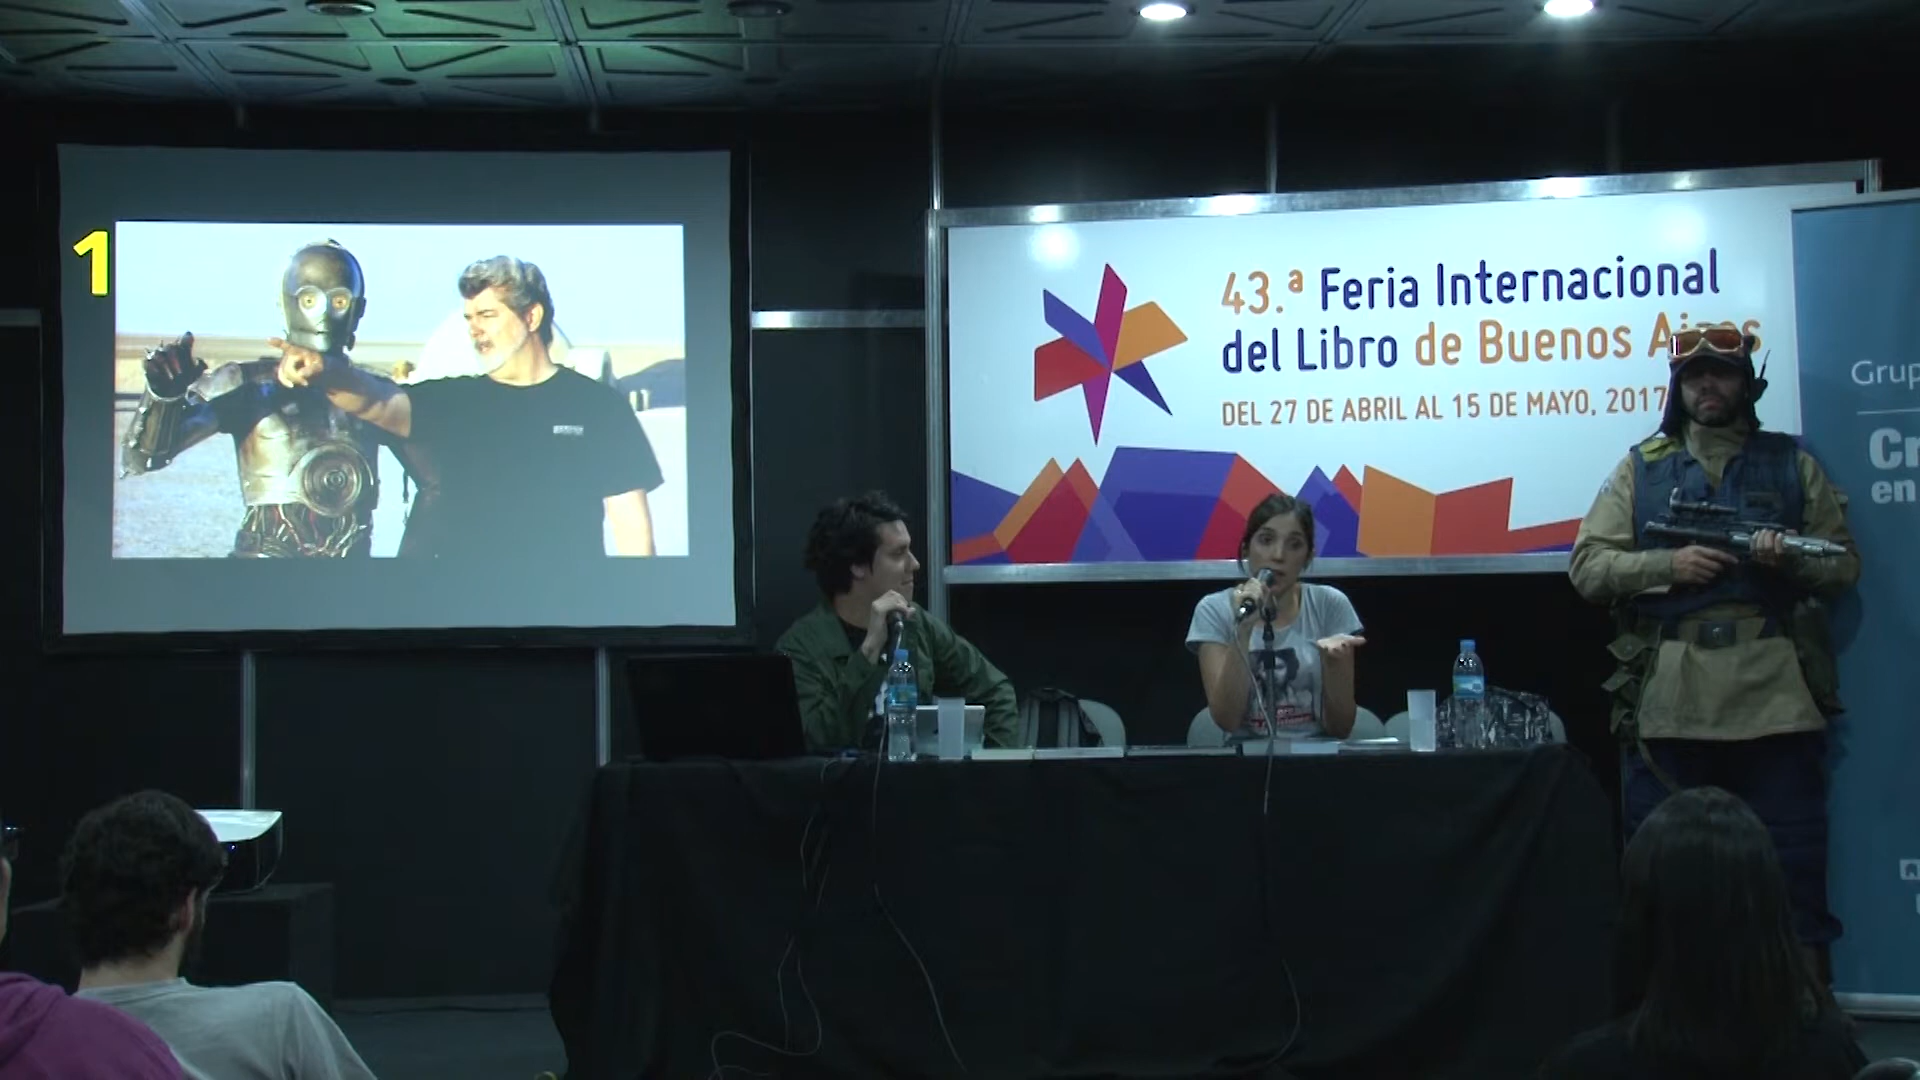 1
43.ª Feria Internacional
del Libro de Buenos Aires
DEL 27 DE ABRIL AL 15 DE MAYO, 2017
Grup
Cr
en